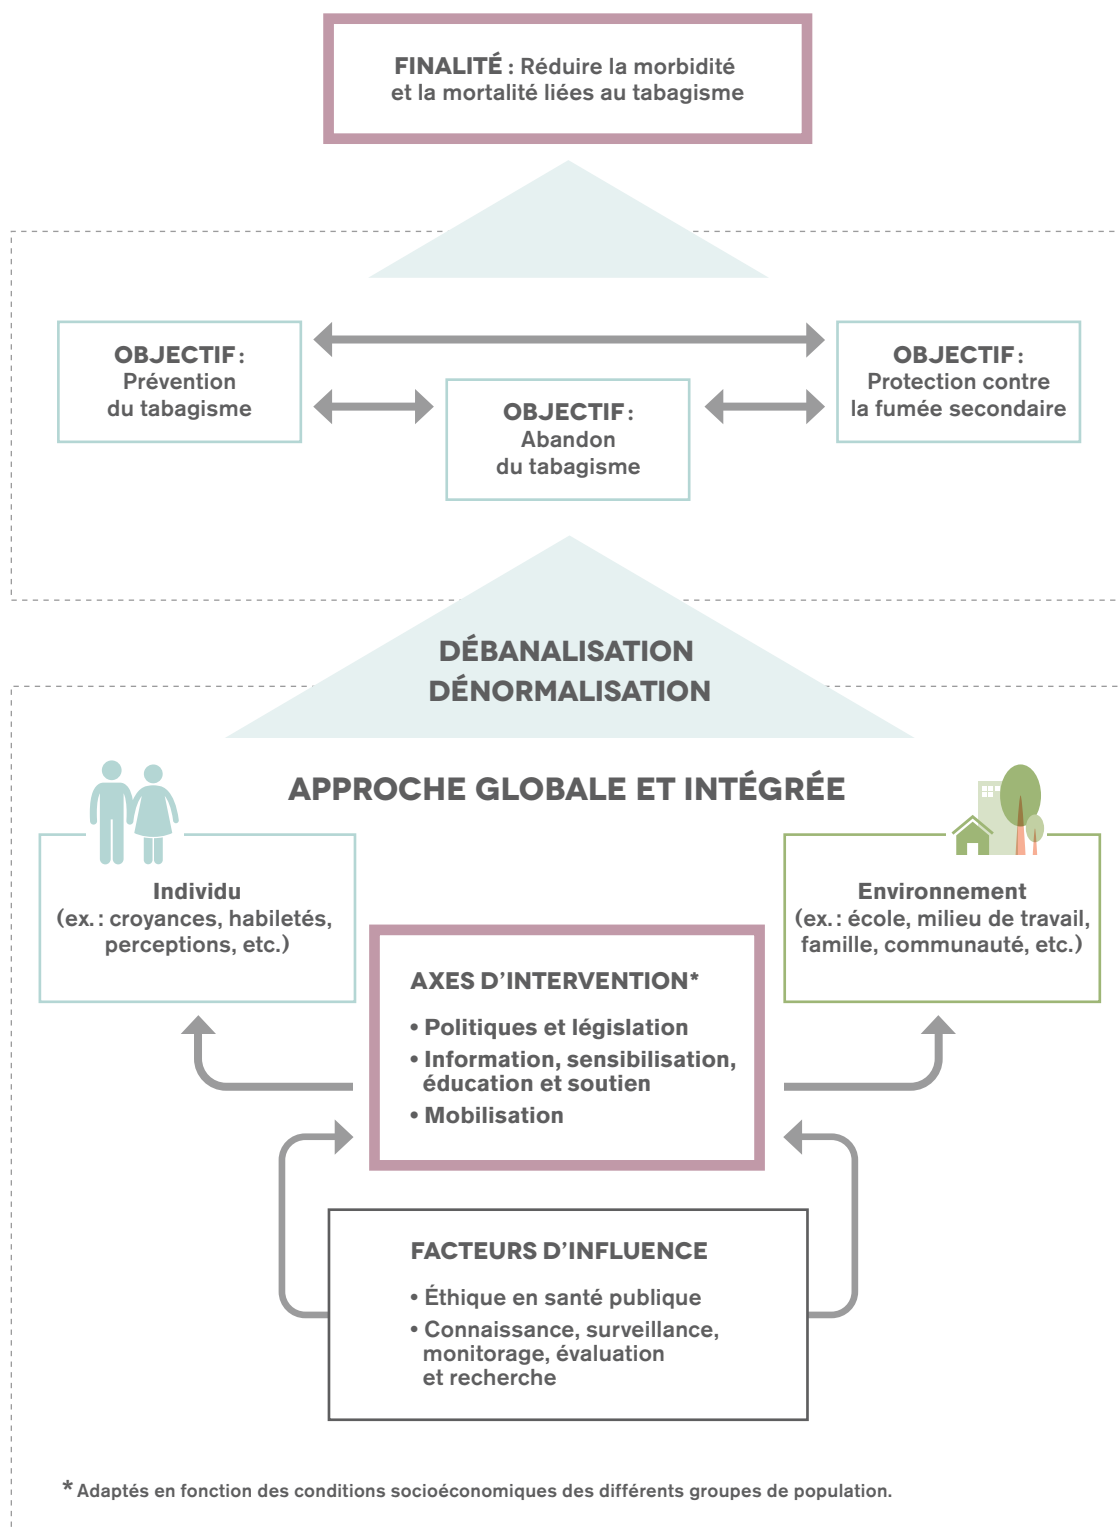 FINALITÉ : Réduire la morbidité
et la mortalité liées au tabagisme
OBJECTIF :
Prévention
du tabagisme
OBJECTIF :
Abandon
du tabagisme
OBJECTIF :
Protection contre
la fumée secondaire
DÉBANALISATION
DÉNORMALISATION
APPROCHE GLOBALE ET INTÉGRÉE
Individu
(ex. : croyances, habiletés,
perceptions, etc.)
Environnement
(ex. : école, milieu de travail,
famille, communauté, etc.)
AXES D'INTERVENTION*
• Politiques et législation
• Information, sensibilisation,
éducation et soutien
• Mobilisation
FACTEURS D'INFLUENCE
• Éthique en santé publique
• Connaissance, surveillance,
monitorage, évaluation
et recherche
* Adaptés en fonction des conditions socioéconomiques des différents groupes de population.